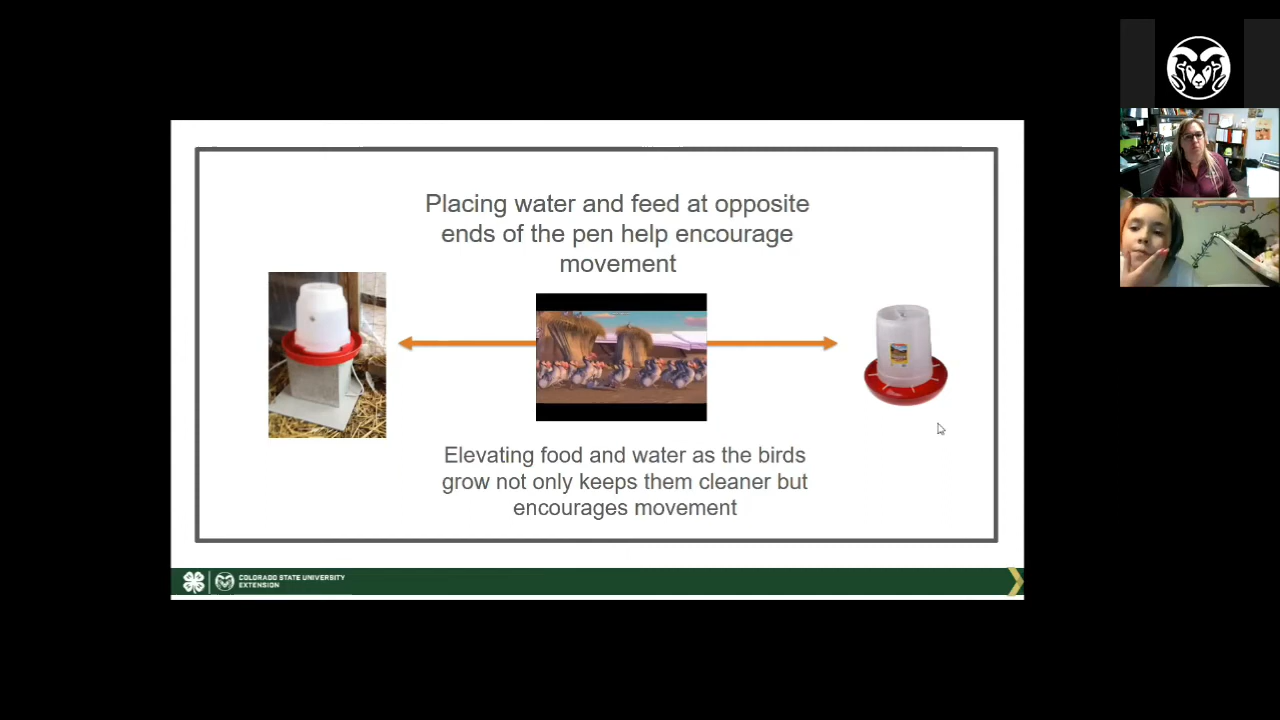 Placing water and feed at opposite
ends of the pen help encourage
movement
Elevating food and water as the birds
grow not only keeps them cleaner but
encourages movement
COLORADO STATE UNIVERSITY
EXTENSION